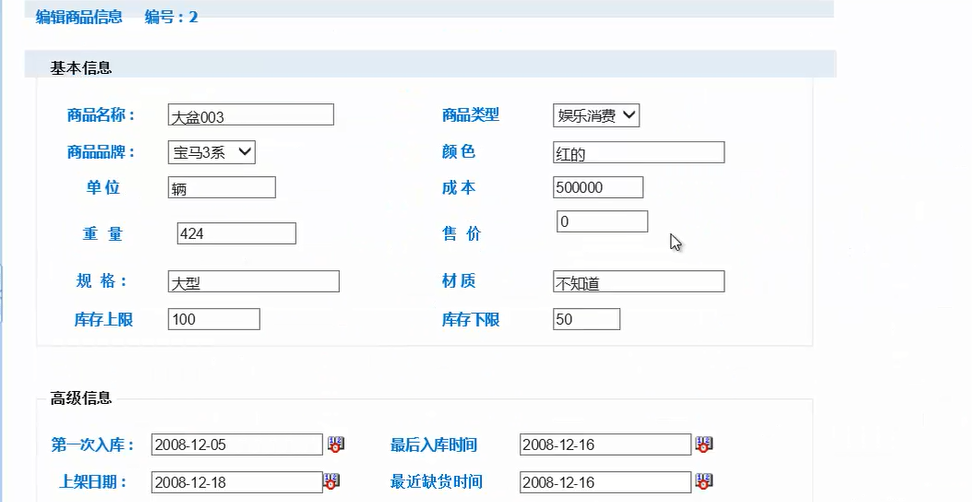 编辑商品信息 编号：2
基本信息
商品名称： 大盆003 商品类型 娱乐消费
商品品牌： 宝马3系 颜色 红的
单位 辆 成本 500000
重量 424 售价 0
规格： 大型 材质 不知道
库存上限 100 库存下限 50
高级信息
第一次入库： 2008-12-05 最后入库时间 2008-12-16
上架日期： 2008-12-18 最近缺货时间 2008-12-16